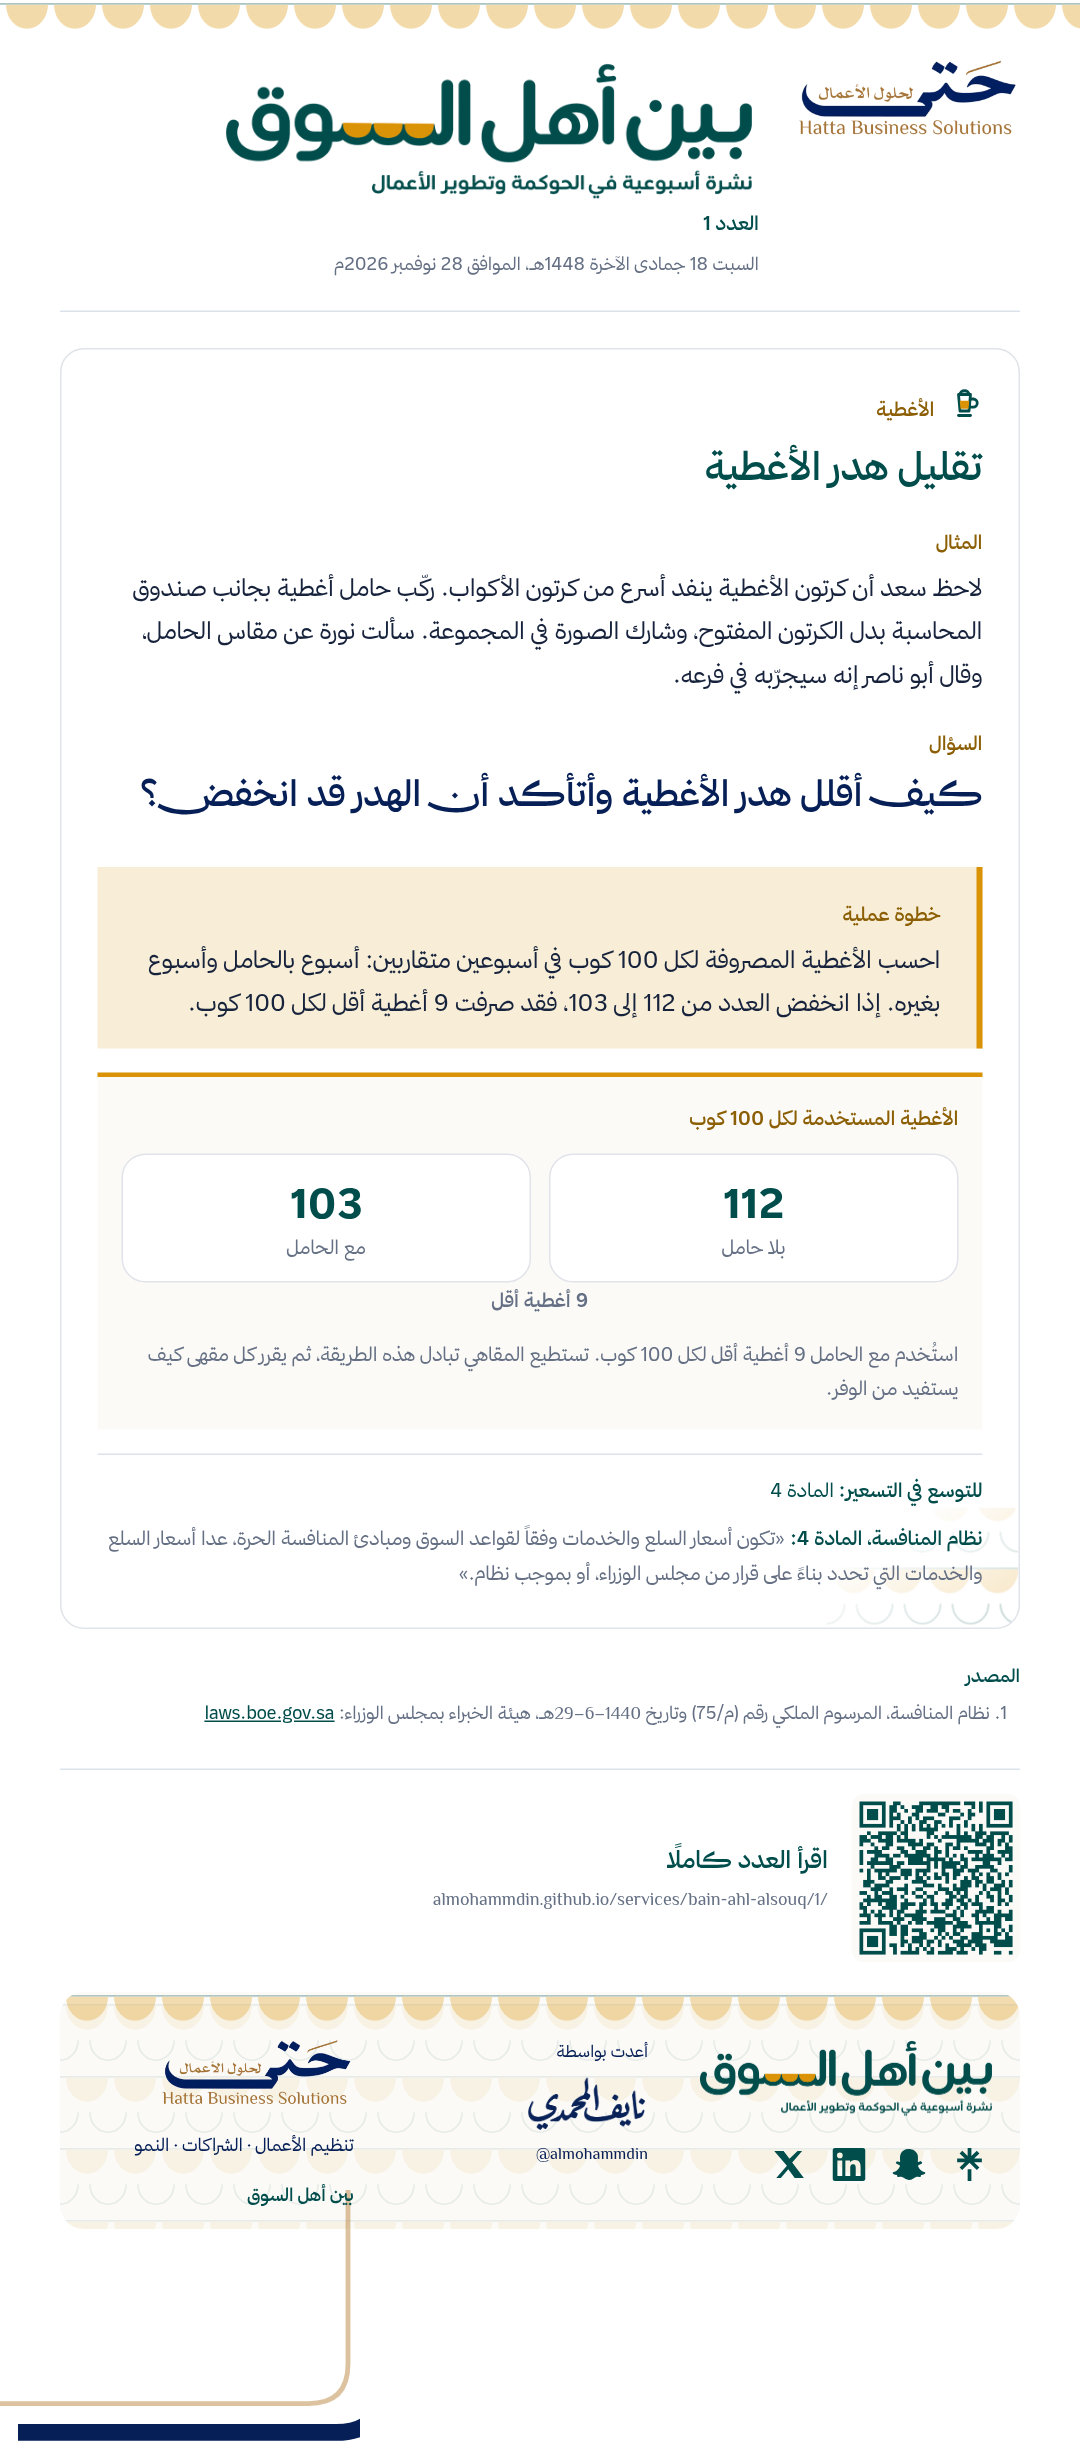 حتى لحلول الأعمال
Hatta Business Solutions
بين أهل السوق
نشرة أسبوعية في الحوكمة وتطوير الأعمال
العدد 1
السبت 18 جمادى الآخرة 1448هـ، الموافق 28 نوفمبر 2026م
الأغطية
تقليل هدر الأغطية
المثال
لاحظ سعد أن كرتون الأغطية ينفد أسرع من كرتون الأكواب. ركّب حامل أغطية بجانب صندوق
المحاسبة بدل الكرتون المفتوح، وشارك الصورة في المجموعة. سألت نورة عن مقاس الحامل،
وقال أبو ناصر إنه سيجرّبه في فرعه.
السؤال
كيف أقلل هدر الأغطية وأتأكد أن الهدر قد انخفض؟
خطوة عملية
احسب الأغطية المصروفة لكل 100 كوب في أسبوعين متقاربين: أسبوع بالحامل وأسبوع
بغيره. إذا انخفض العدد من 112 إلى 103، فقد صرفت 9 أغطية أقل لكل 100 كوب.
الأغطية المستخدمة لكل 100 كوب
112
بلا حامل
103
مع الحامل
9 أغطية أقل
استُخدم مع الحامل 9 أغطية أقل لكل 100 كوب. تستطيع المقاهي تبادل هذه الطريقة، ثم يقرر كل مقهى كيف
يستفيد من الوفر.
للتوسع في التسعير: المادة 4
نظام المنافسة، المادة 4: «تكون أسعار السلع والخدمات وفقاً لقواعد السوق ومبادئ المنافسة الحرة، عدا أسعار السلع
والخدمات التي تحدد بناءً على قرار من مجلس الوزراء، أو بموجب نظام.»
المصدر
1. نظام المنافسة، المرسوم الملكي رقم (م/75) وتاريخ 29–6–1440هـ، هيئة الخبراء بمجلس الوزراء: laws.boe.gov.sa
اقرأ العدد كاملًا
almohammdin.github.io/services/bain-ahl-alsouq/1/
بين أهل السوق
نشرة أسبوعية في الحوكمة وتطوير الأعمال
أعدت بواسطة
نايف المحمدي
@almohammdin
حتى لحلول الأعمال
Hatta Business Solutions
تنظيم الأعمال · الشراكات · النمو
بين أهل السوق